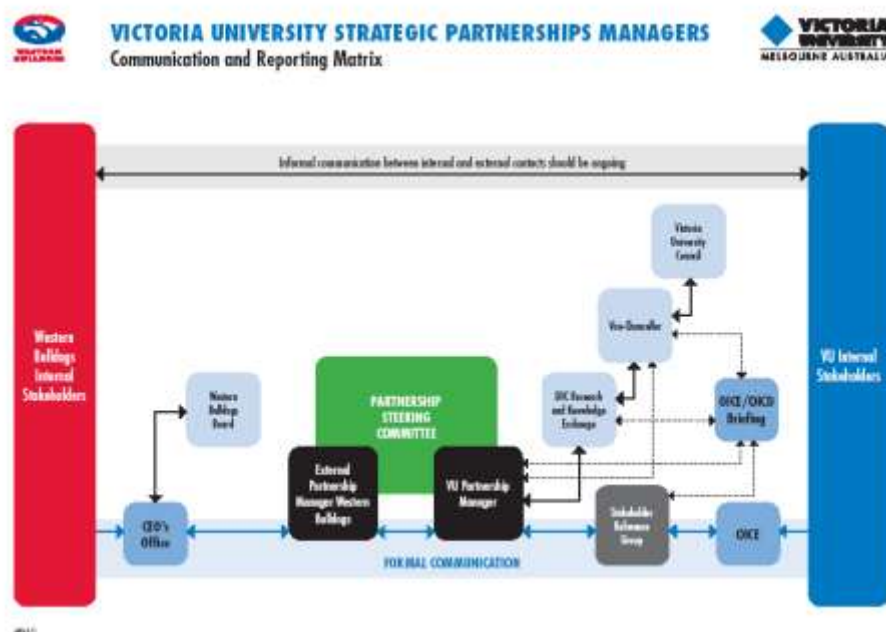 VICTORIA UNIVERSITY STRATEGIC PARTNERSHIPS MANAGERS
Communication and Reporting Matrix
WESTERN
BULLDOGS
VICTORIA
UNIVERSITY
MELBOURNE AUSTRALIA
Informal communication between internal and external contacts should be ongoing
Victoria
University
Council
Vice-Chancellor
Western
Bulldogs
Internal
Stakeholders
VU Internal
Stakeholders
Western
Bulldogs
Board
PARTNERSHIP
STEERING
COMMITTEE
DVC Research
and Knowledge
Exchange
OICE/OICD
Briefing
External
Partnership
Manager Western
Bulldogs
VU Partnership
Manager
CEO's
Office
Stakeholder
Reference
Group
OICE
FORMAL COMMUNICATION